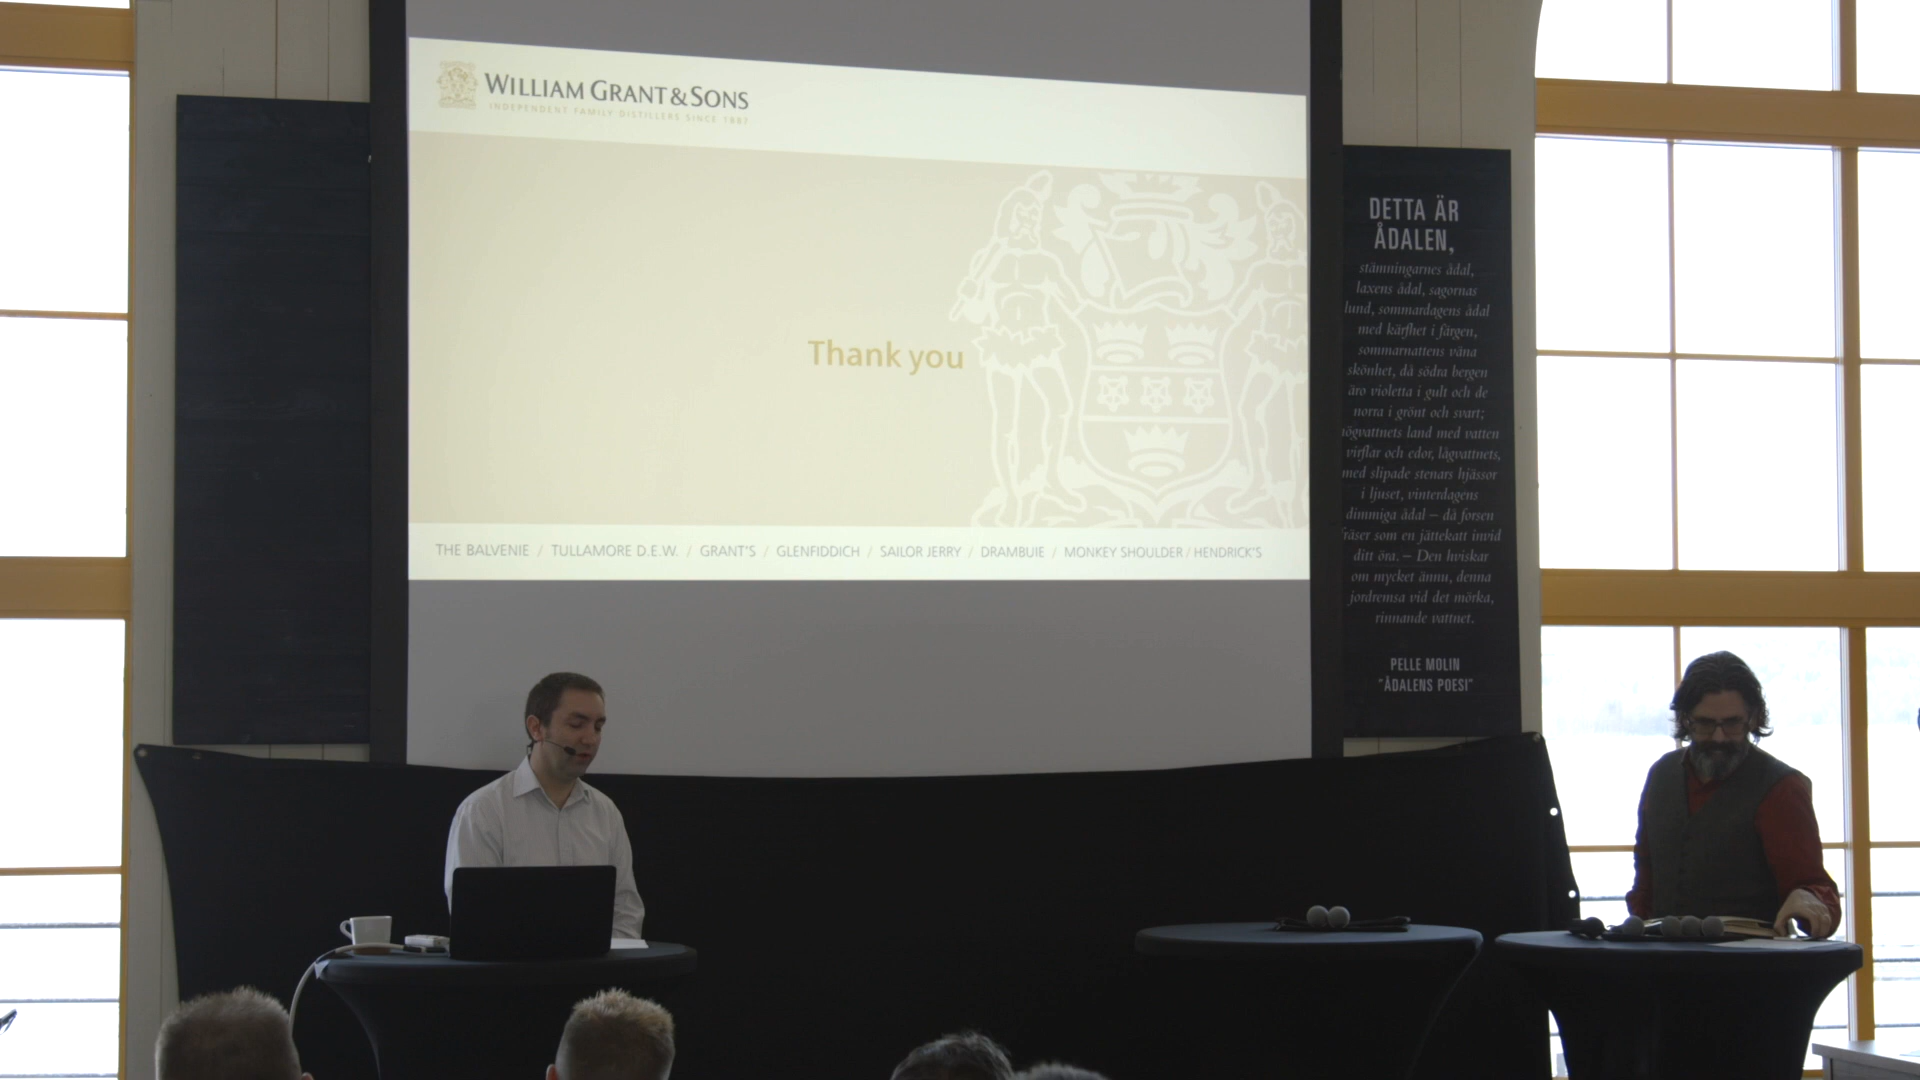 WILLIAM GRANT & SONS
INDEPENDENT FAMILY DISTILLERS SINCE 1887
Thank you
THE BALVENIE / TULLAMORE D.E.W. / GRANT'S / GLENFIDDICH / SAILOR JERRY / DRAMBUIE / MONKEY SHOULDER / HENDRICK'S
DETTA ÄR
ÅDALEN,
stämningarnes ådal,
laxens ådal, sagornas
lund, sommardagens ådal
med kärfhet i färgen,
sommarnattens väna
skönhet, då södra bergen
äro violetta i gult och de
norra i grönt och svart;
ögvattnets land med vatten
virflar och edor, lågvattnets,
med slipade stenars hjässor
i ljuset, vinterdagens
dimmiga ådal – då forsen
fräser som en jättekatt invid
ditt öra. – Den hviskar
om mycket ännu, denna
jordremsa vid det mörka,
rinnande vattnet.
PELLE MOLIN
"ÅDALENS POESI"